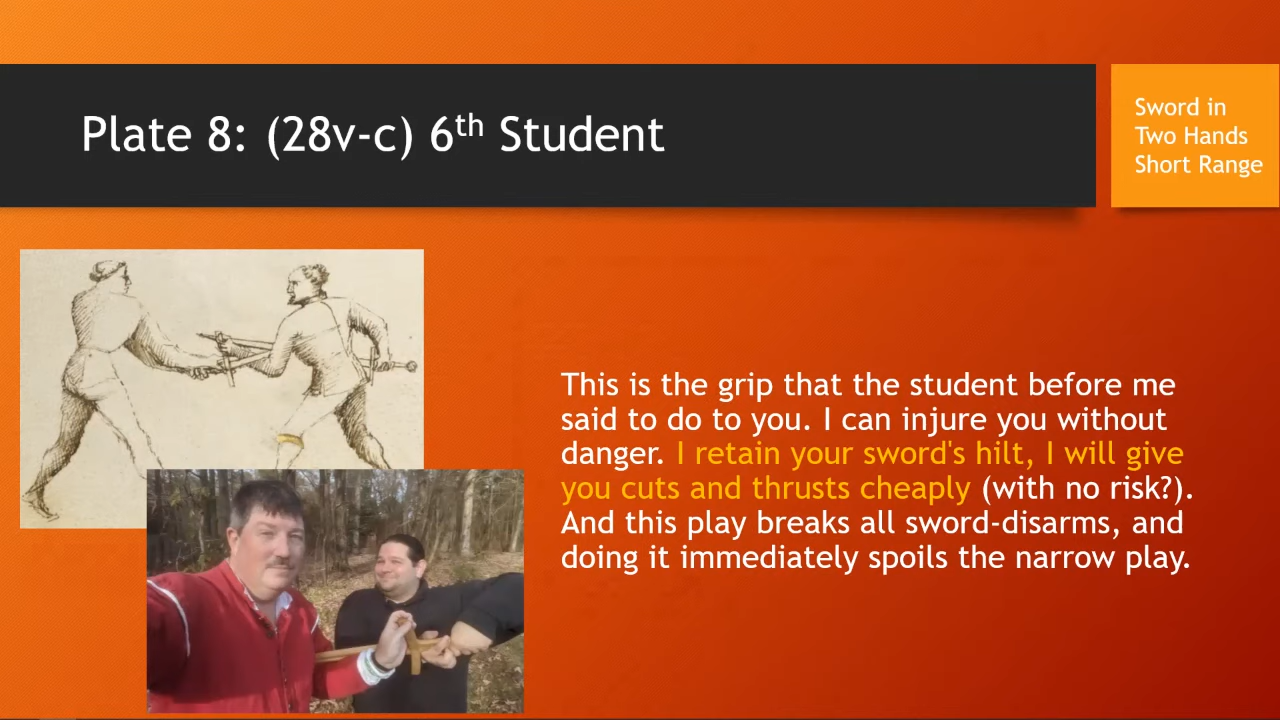 Plate 8: (28v-c) 6th Student
Sword in
Two Hands
Short Range
This is the grip that the student before me
said to do to you. I can injure you without
danger. I retain your sword's hilt, I will give
you cuts and thrusts cheaply (with no risk?).
And this play breaks all sword-disarms, and
doing it immediately spoils the narrow play.